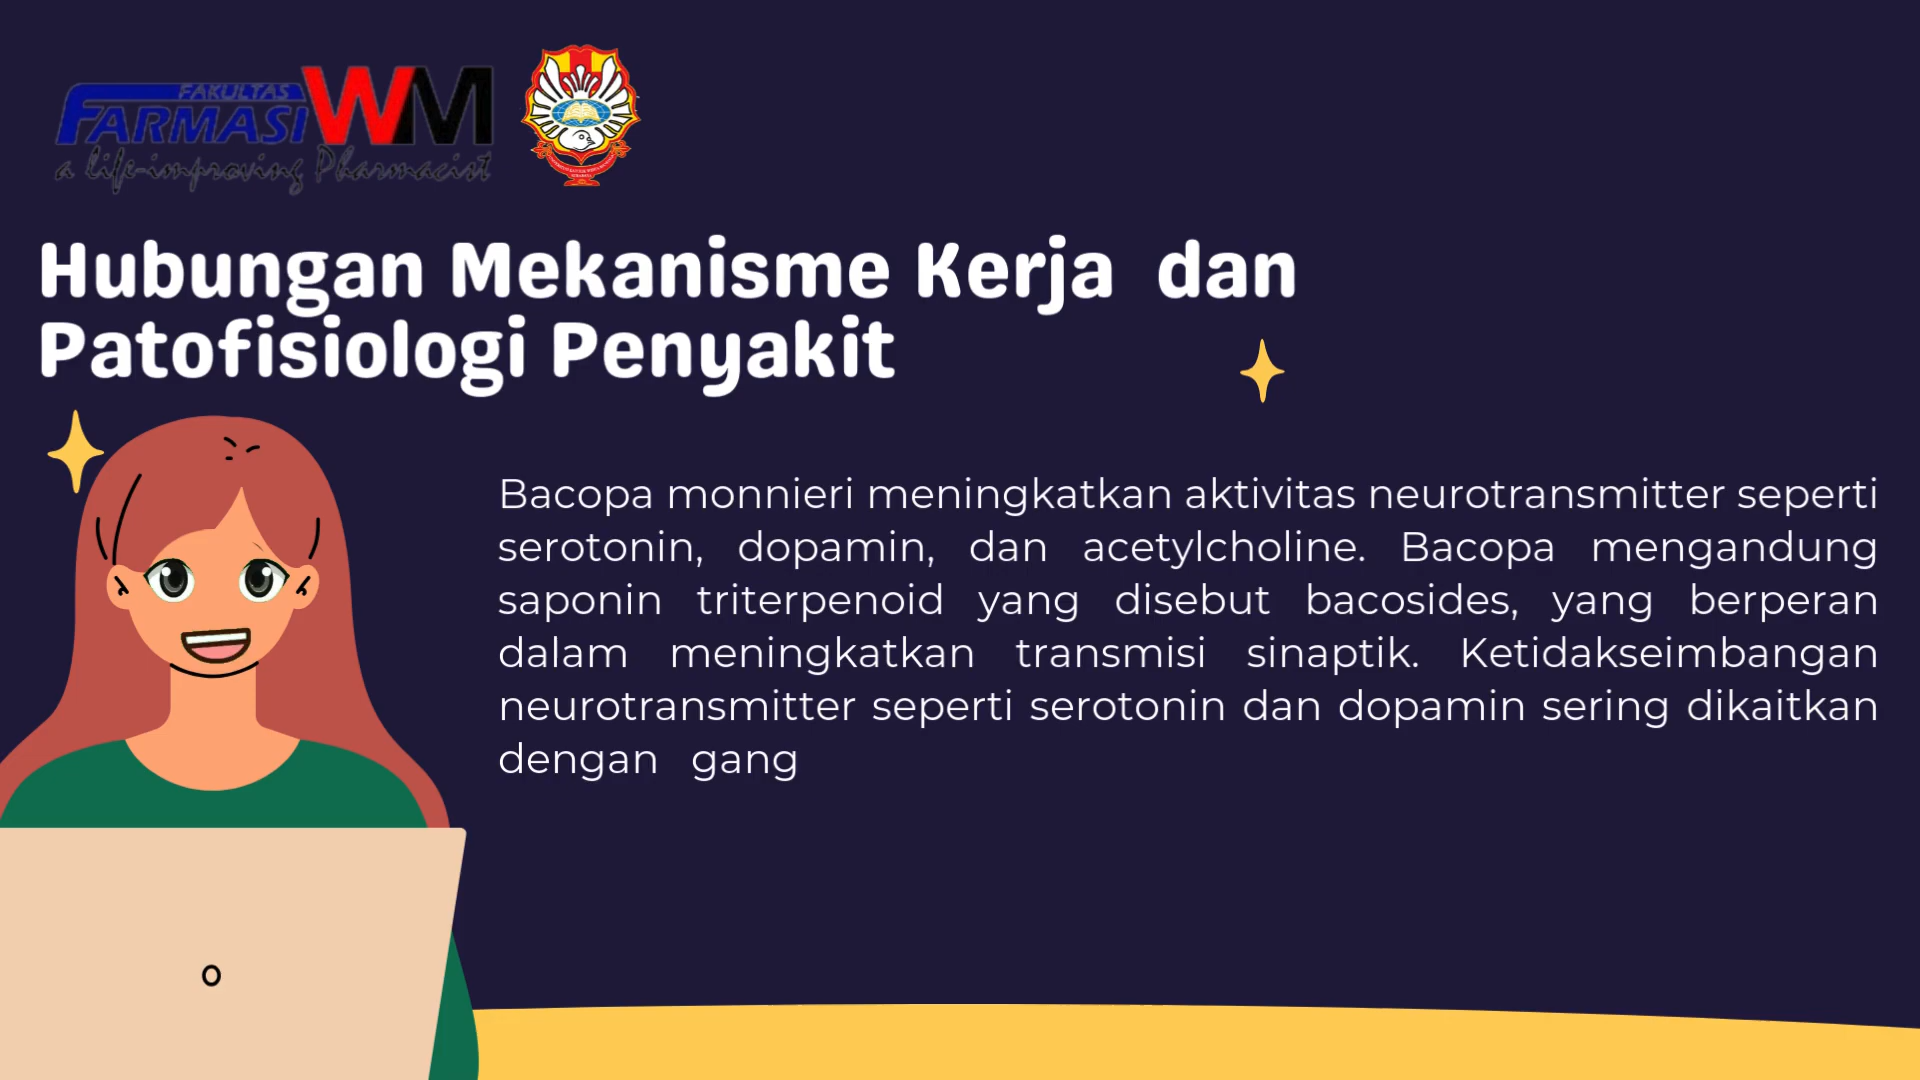 FAKULTAS
FARMASI WM
a life-improving Pharmacist
Hubungan Mekanisme Kerja dan
Patofisiologi Penyakit
Bacopa monnieri meningkatkan aktivitas neurotransmitter seperti
serotonin, dopamin, dan acetylcholine. Bacopa mengandung
saponin triterpenoid yang disebut bacosides, yang berperan
dalam meningkatkan transmisi sinaptik. Ketidakseimbangan
neurotransmitter seperti serotonin dan dopamin sering dikaitkan
dengan gang